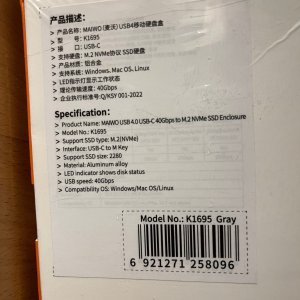 产品描述：
产品名称：MAIWO (麦沃) USB4移动硬盘盒
型 号：K1695
接 口：USB-C
支持硬盘：M.2 NVMe协议 SSD硬盘
产品材质：铝合金
支持系统：Windows. Mac OS. Linux
LED指示灯显示工作状态
理论传输速度：40Gbps
企业执行标准号：Q/KSY 001-2022
Specification:
Product Name: MAIWO USB 4.0 USB-C 40Gbps to M.2 NVMe SSD Enclosure
Model No.: K1695
Support SSD type: M.2(NVMe)
Interface: USB-C to M Key
Support SSD size: 2280
Material: Aluminum alloy
LED indicator shows disk status
USB speed: 40Gbps
Compatibility OS: Windows/Mac OS/Linux
Model No.: K1695 Gray
6 921271 258096